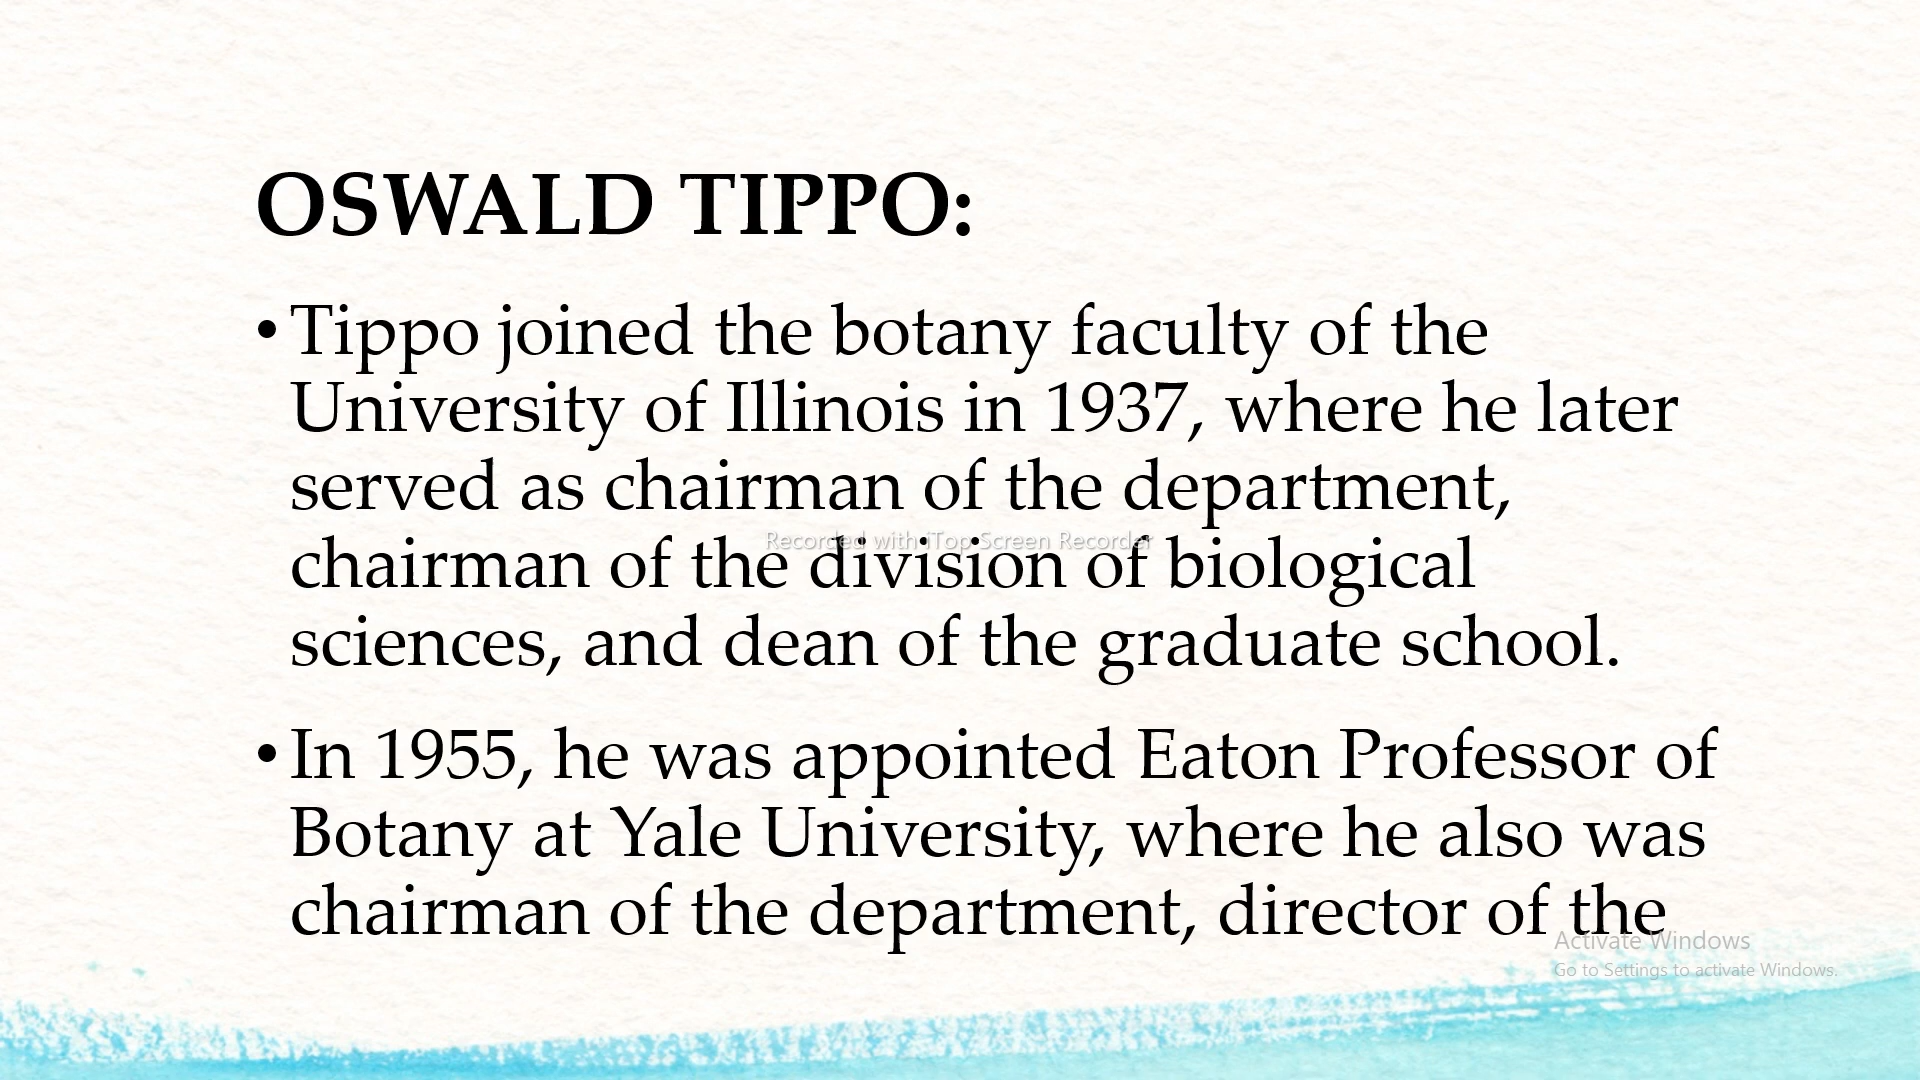 OSWALD TIPPO:
• Tippo joined the botany faculty of the
University of Illinois in 1937, where he later
served as chairman of the department,
Recorded with iTop Screen Recorder
chairman of the division of biological
sciences, and dean of the graduate school.
• In 1955, he was appointed Eaton Professor of
Botany at Yale University, where he also was
chairman of the department, director of the
Activate Windows
Go to Settings to activate Windows.